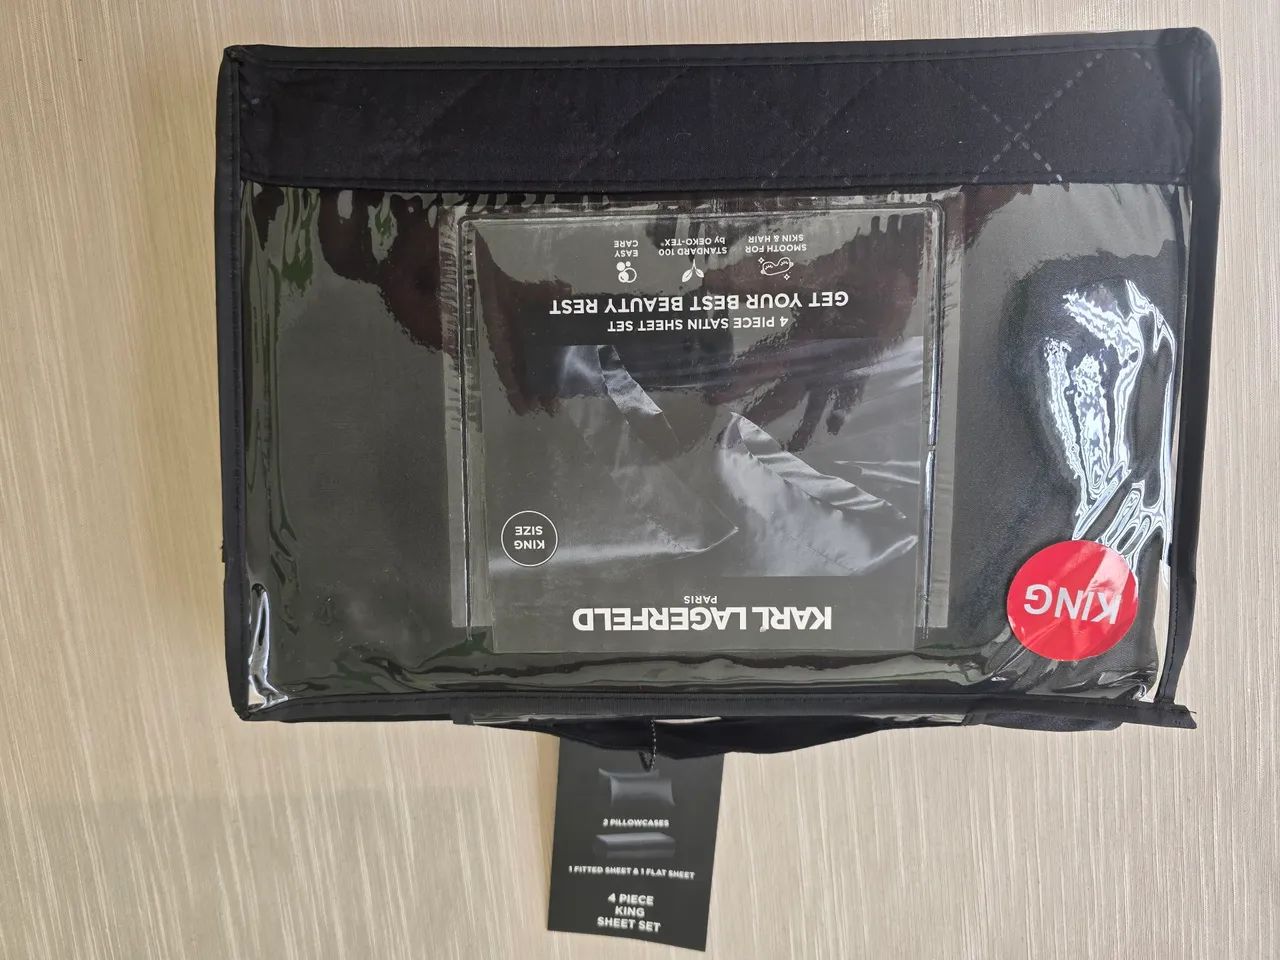 KARL LAGERFELD
PARIS
KING
SIZE
4 PIECE SATIN SHEET SET
GET YOUR BEST BEAUTY REST
SMOOTH FOR
SKIN & HAIR
STANDARD 100
by OEKO-TEX®
EASY
CARE
KING
2 PILLOWCASES
1 FITTED SHEET & 1 FLAT SHEET
4 PIECE
KING
SHEET SET